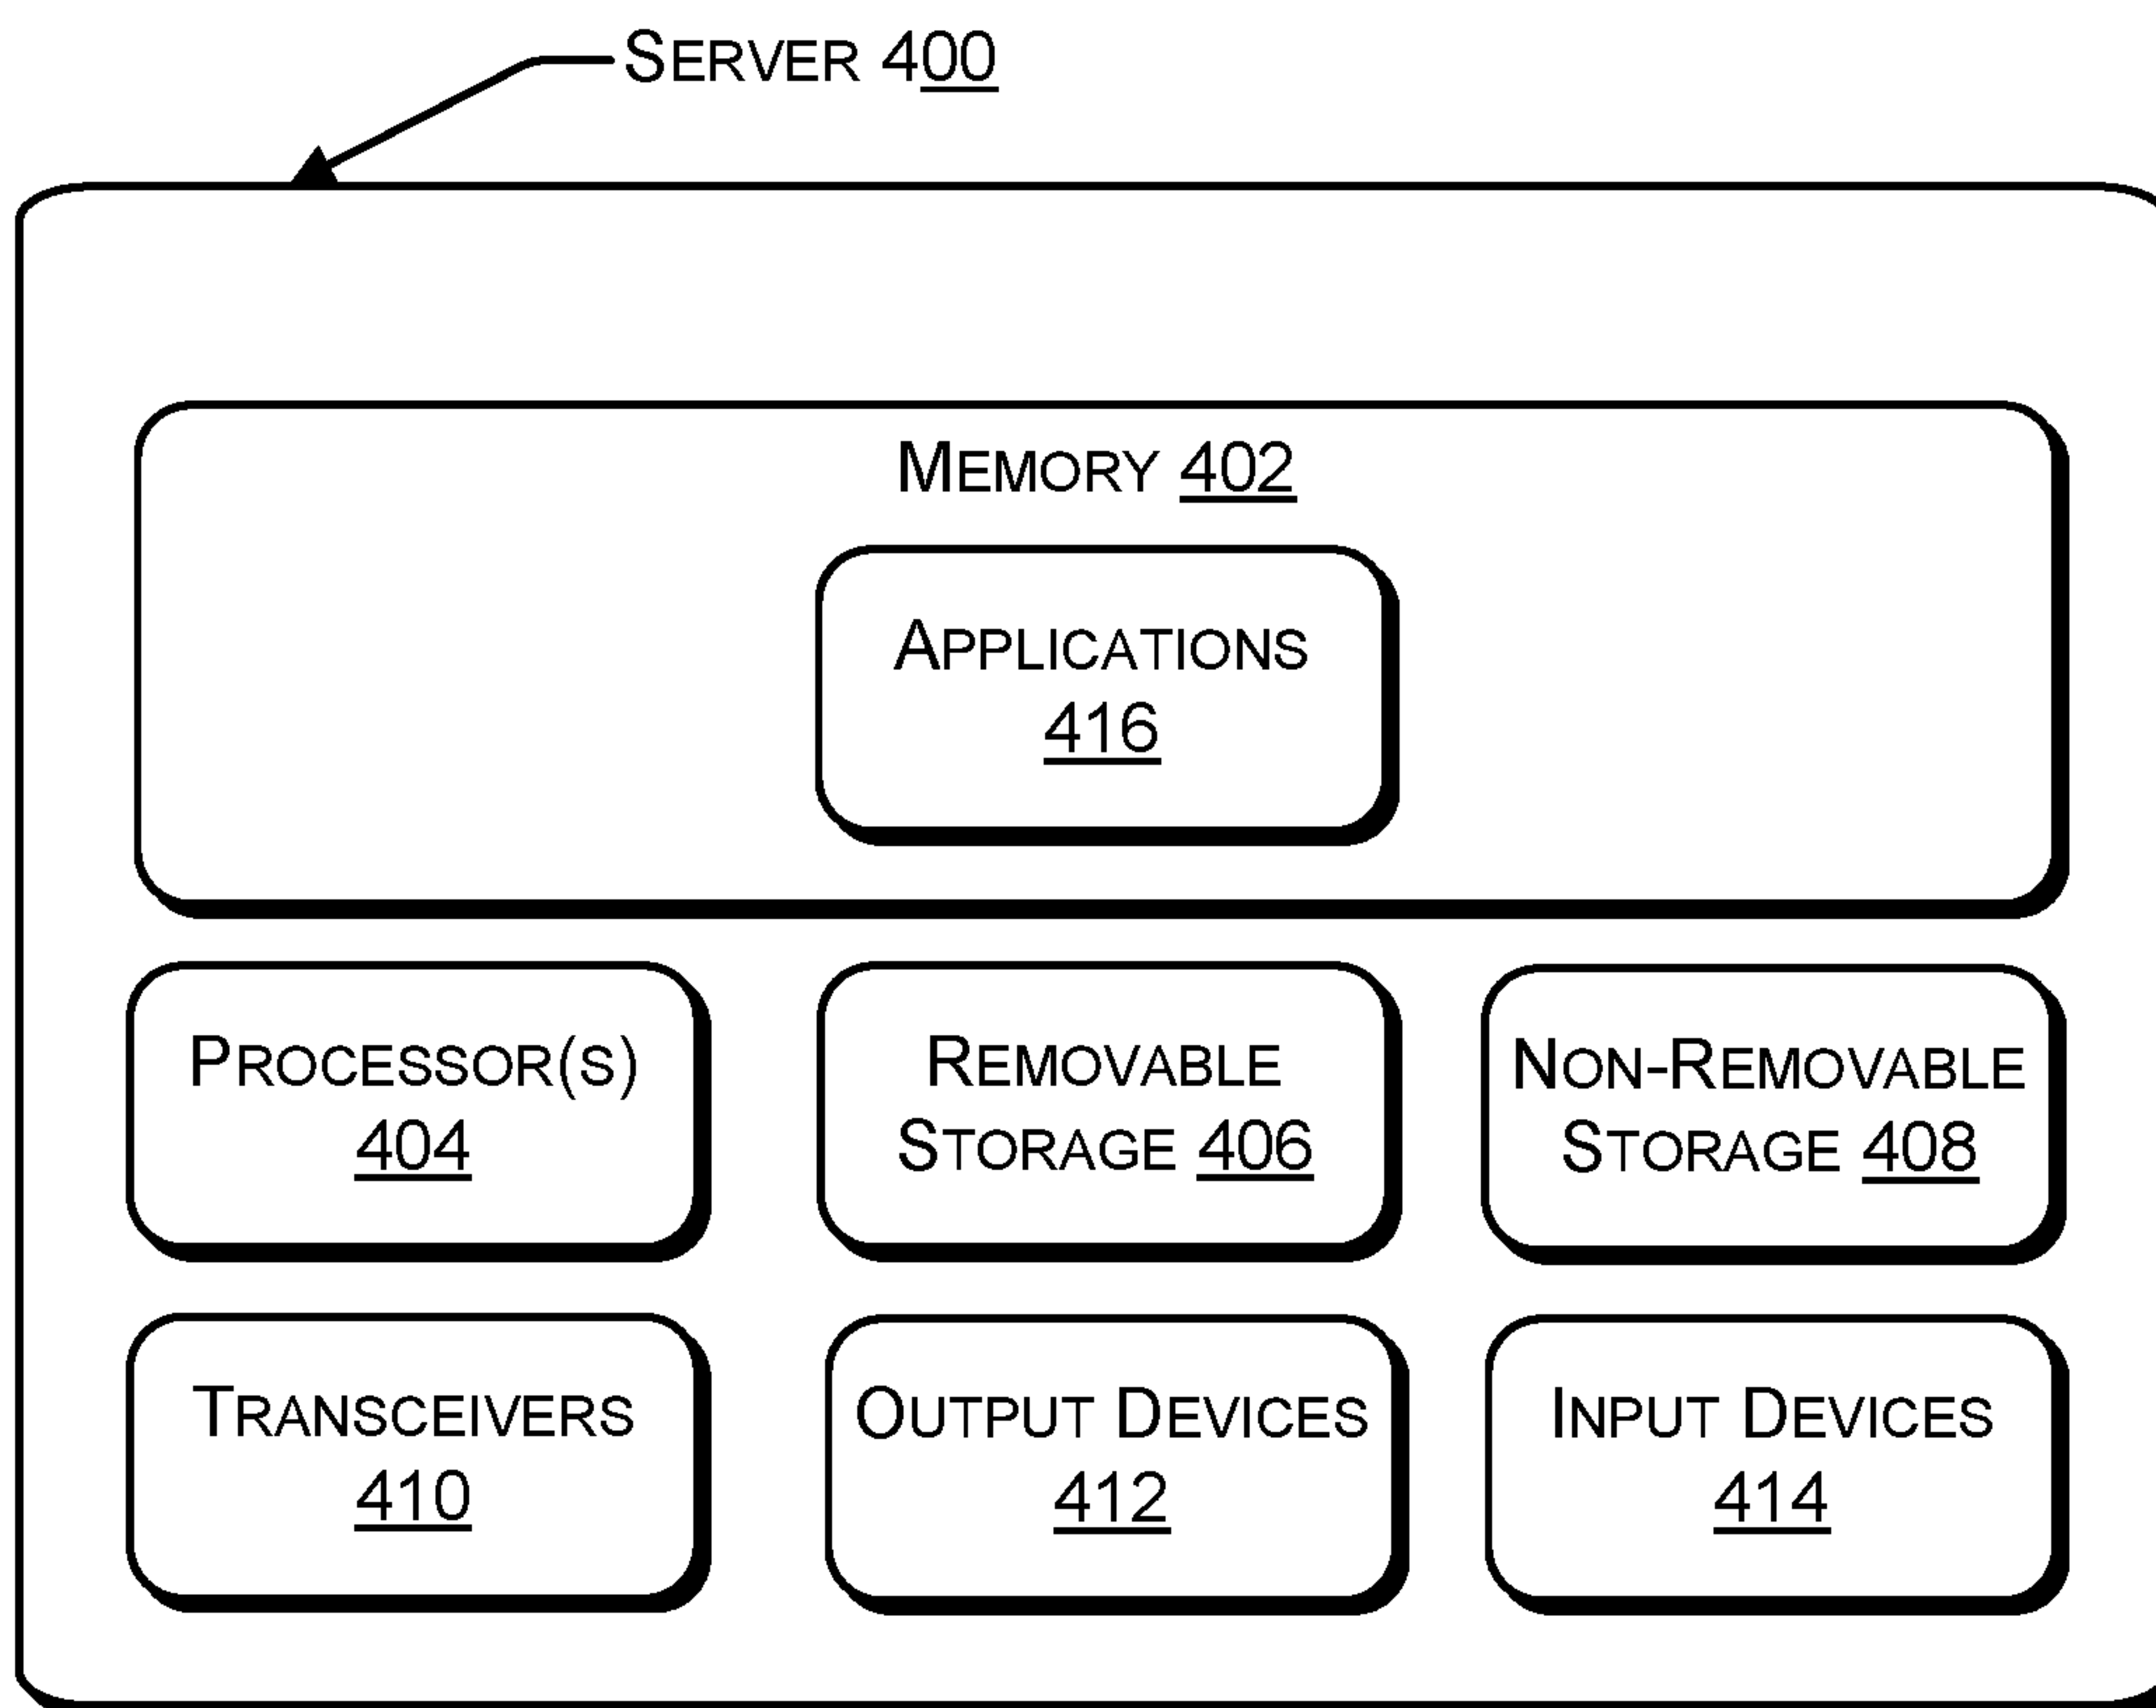 SERVER 400
MEMORY 402
APPLICATIONS
416
PROCESSOR(S)
404
REMOVABLE
STORAGE 406
NON-REMOVABLE
STORAGE 408
TRANSCEIVERS
410
OUTPUT DEVICES
412
INPUT DEVICES
414